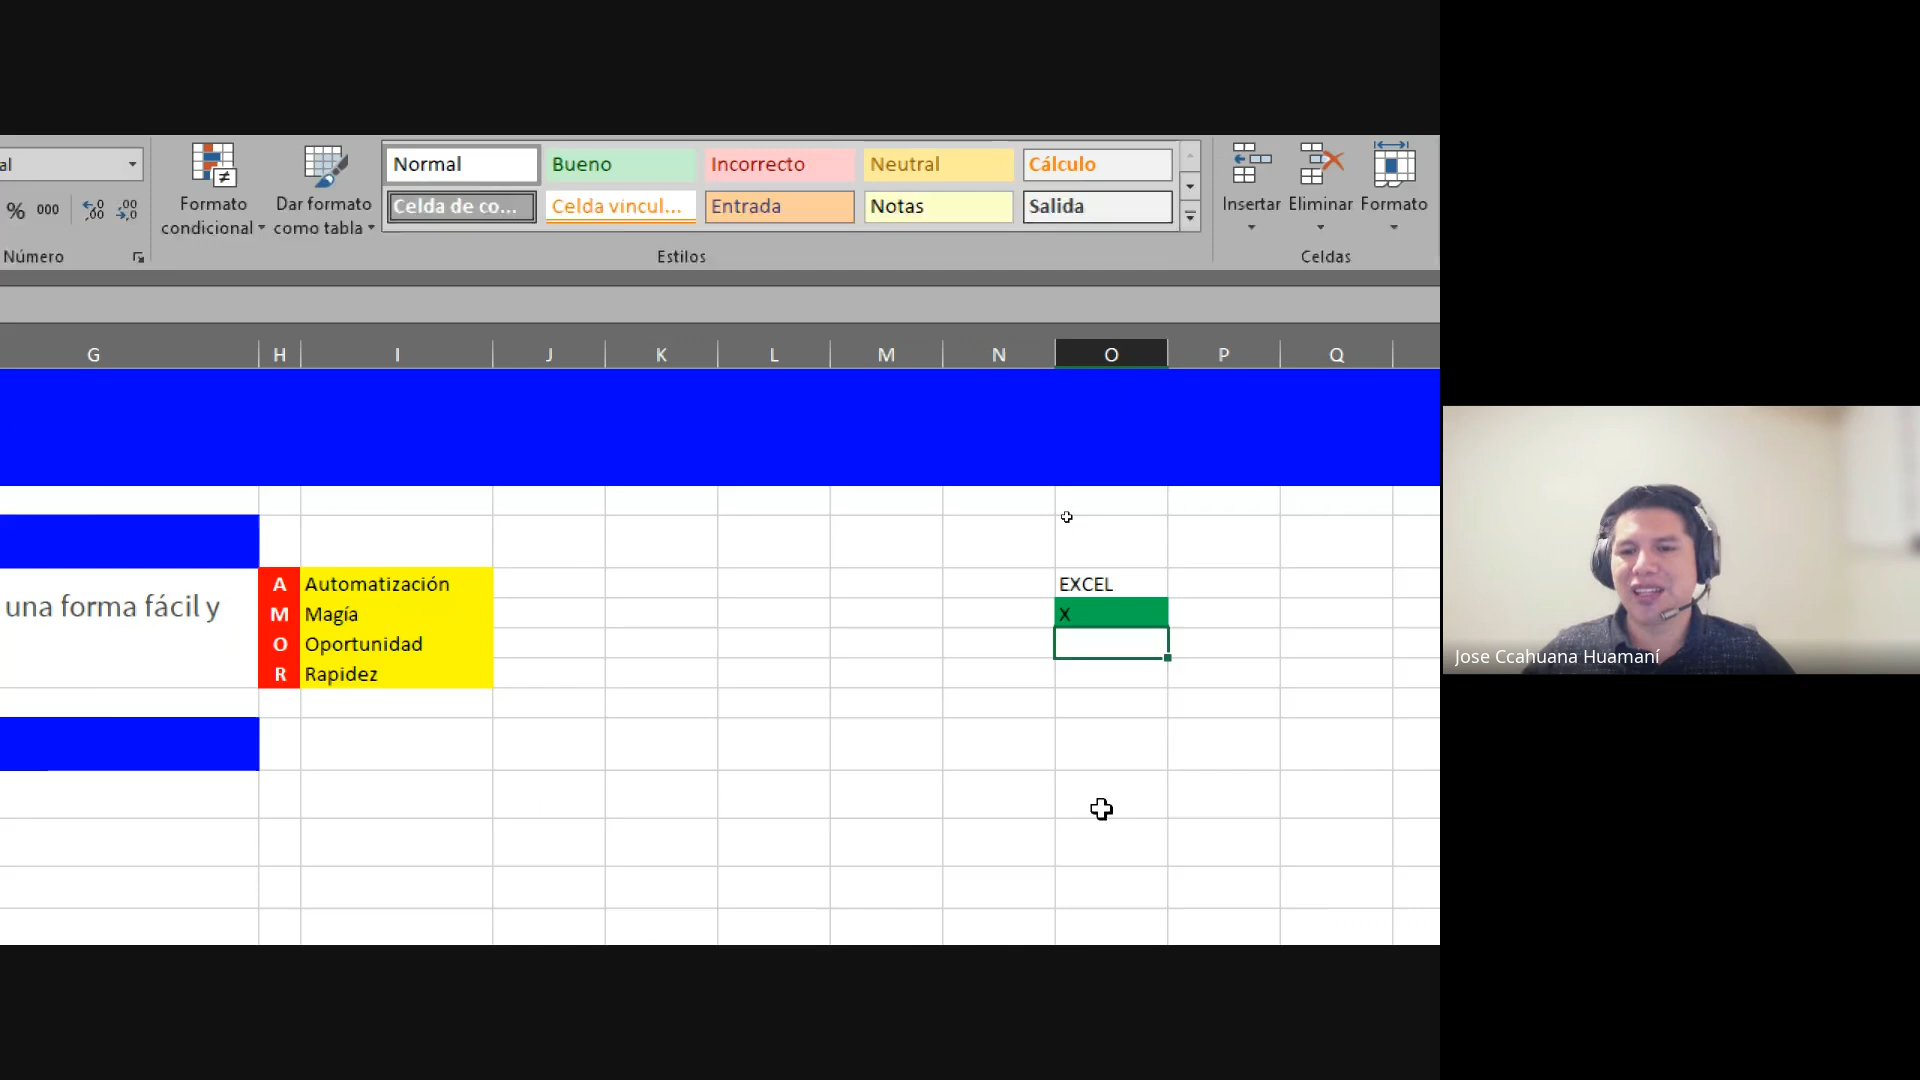 al
% 000
Formato condicional
Dar formato como tabla
Normal
Bueno
Incorrecto
Neutral
Cálculo
Celda de co...
Celda vincul...
Entrada
Notas
Salida
Insertar
Eliminar
Formato
Número
Estilos
Celdas
G H I J K L M N O P Q
una forma fácil y
A Automatización
M Magía
O Oportunidad
R Rapidez
EXCEL
X
Jose Ccahuana Huamaní